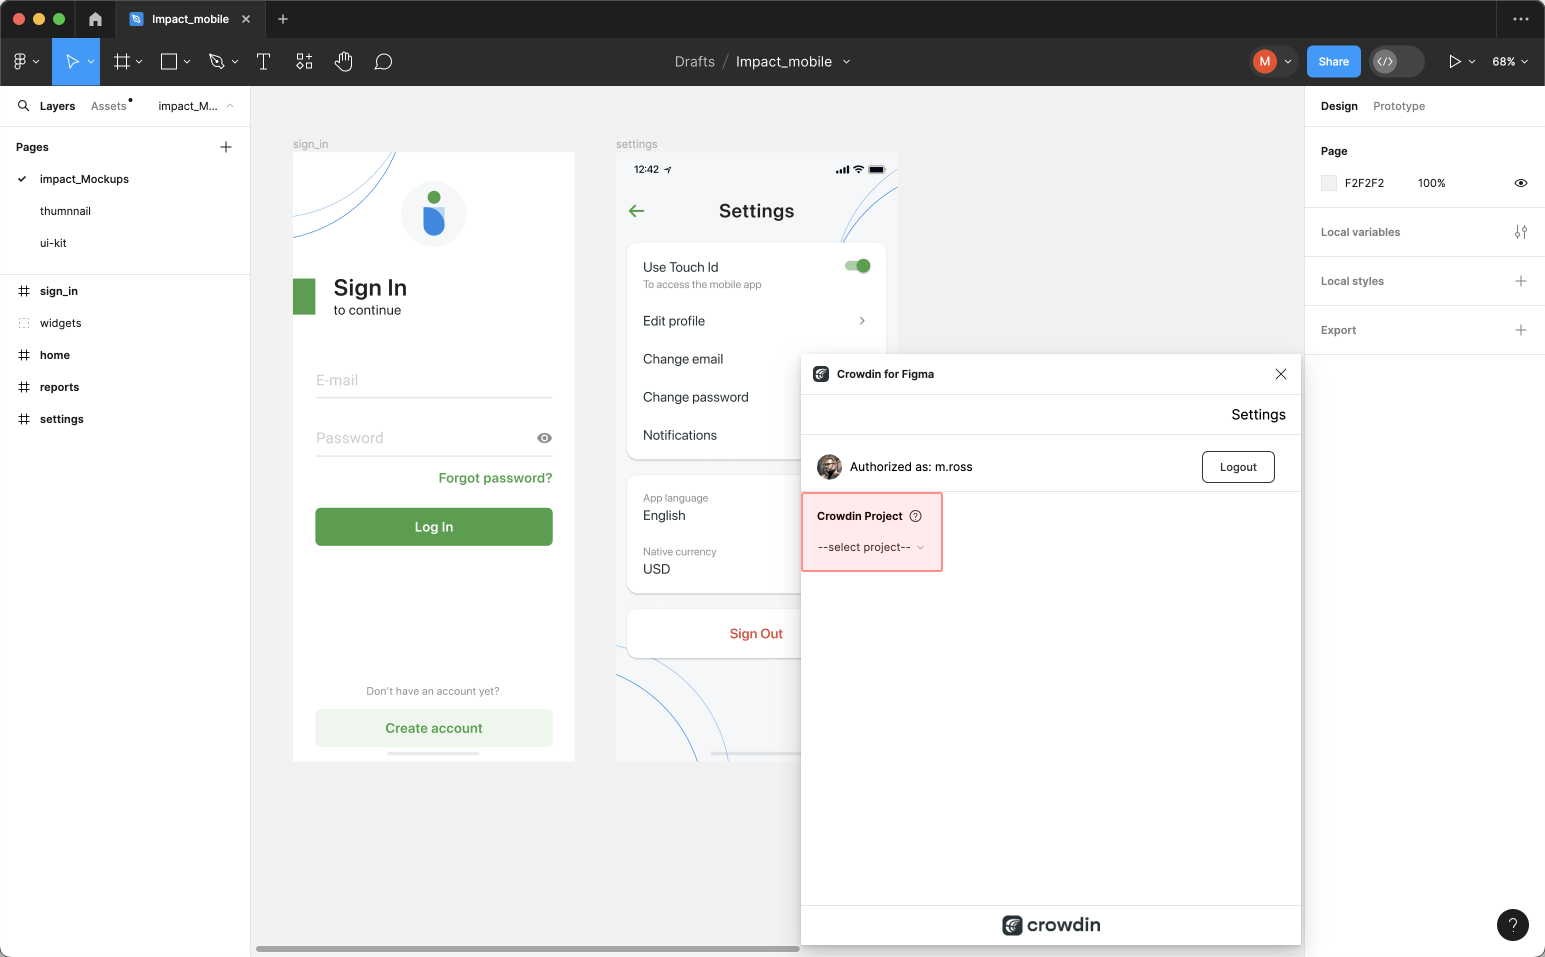 Impact_mobile
Drafts / Impact_mobile
M
Share
68%
Layers
Assets
impact_M...
Pages
impact_Mockups
thumnnail
ui-kit
sign_in
widgets
home
reports
settings
sign_in
Sign In
to continue
E-mail
Password
Forgot password?
Log In
Don't have an account yet?
Create account
settings
12:42
Settings
Use Touch Id
To access the mobile app
Edit profile
Change email
Change password
Notifications
App language
English
Native currency
USD
Sign Out
Crowdin for Figma
Settings
Authorized as: m.ross
Logout
Crowdin Project ?
--select project--
crowdin
Design
Prototype
Page
F2F2F2
100%
Local variables
Local styles
Export
?